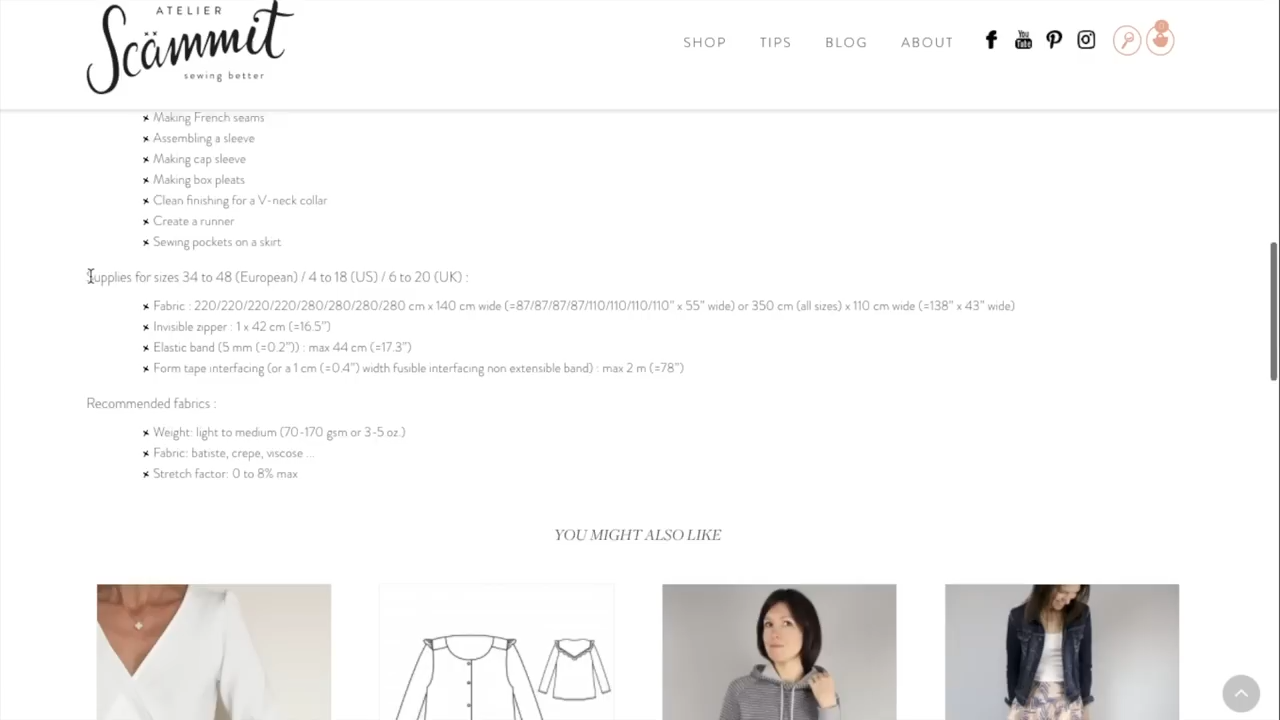 ATELIER
Scämmit
sewing better
SHOP TIPS BLOG ABOUT
You Tube
0
Making French seams
Assembling a sleeve
Making cap sleeve
Making box pleats
Clean finishing for a V-neck collar
Create a runner
Sewing pockets on a skirt
Supplies for sizes 34 to 48 (European) / 4 to 18 (US) / 6 to 20 (UK) :
Fabric : 220/220/220/220/280/280/280/280 cm x 140 cm wide (=87/87/87/87/110/110/110/110" x 55" wide) or 350 cm (all sizes) x 110 cm wide (=138" x 43" wide)
Invisible zipper : 1 x 42 cm (=16.5")
Elastic band (5 mm (=0.2")) : max 44 cm (=17.3")
Form tape interfacing (or a 1 cm (=0.4") width fusible interfacing non extensible band) : max 2 m (=78")
Recommended fabrics :
Weight: light to medium (70-170 gsm or 3-5 oz.)
Fabric: batiste, crepe, viscose ...
Stretch factor: 0 to 8% max
YOU MIGHT ALSO LIKE